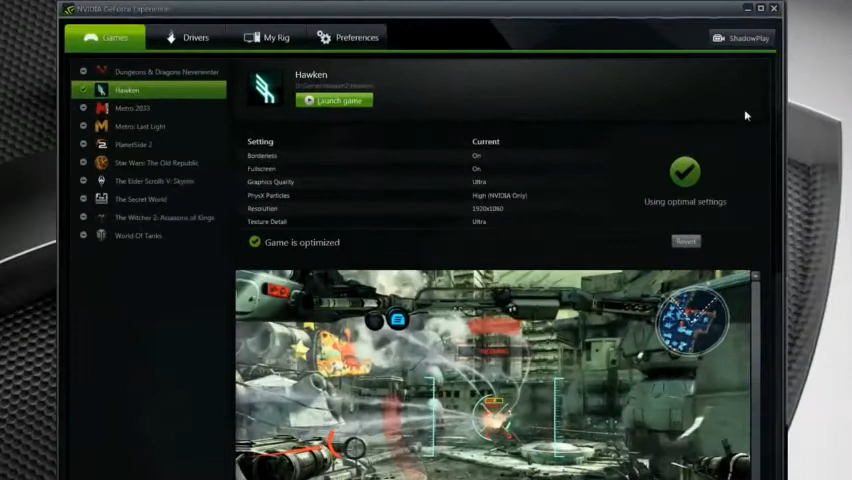 NVIDIA GeForce Experience
Games
Drivers
My Rig
Preferences
ShadowPlay
Dungeons & Dragons Neverwinter
Hawken
Metro 2033
Metro: Last Light
PlanetSide 2
Star Wars: The Old Republic
The Elder Scrolls V: Skyrim
The Secret World
The Witcher 2: Assassins of Kings
World Of Tanks
Hawken
Launch game
Setting Current
Borderless On
Fullscreen On
Graphics Quality Ultra
PhysX Particles High (NVIDIA Only)
Resolution 1920x1080
Texture Detail Ultra
Using optimal settings
Game is optimized
Revert